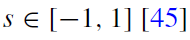 s ∈ [−1, 1] [45]